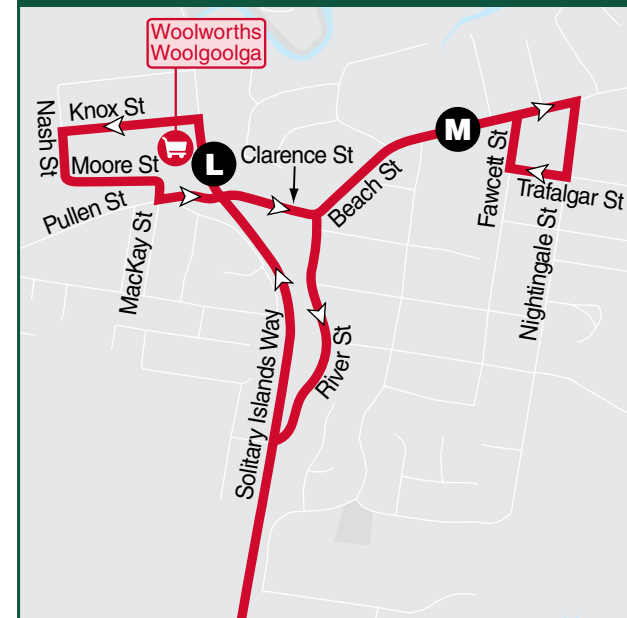 Woolworths
Woolgoolga
Knox St
Nash St
Moore St
L
Clarence St
M
Beach St
Fawcett St
Trafalgar St
Pullen St
MacKay St
Nightingale St
Solitary Islands Way
River St